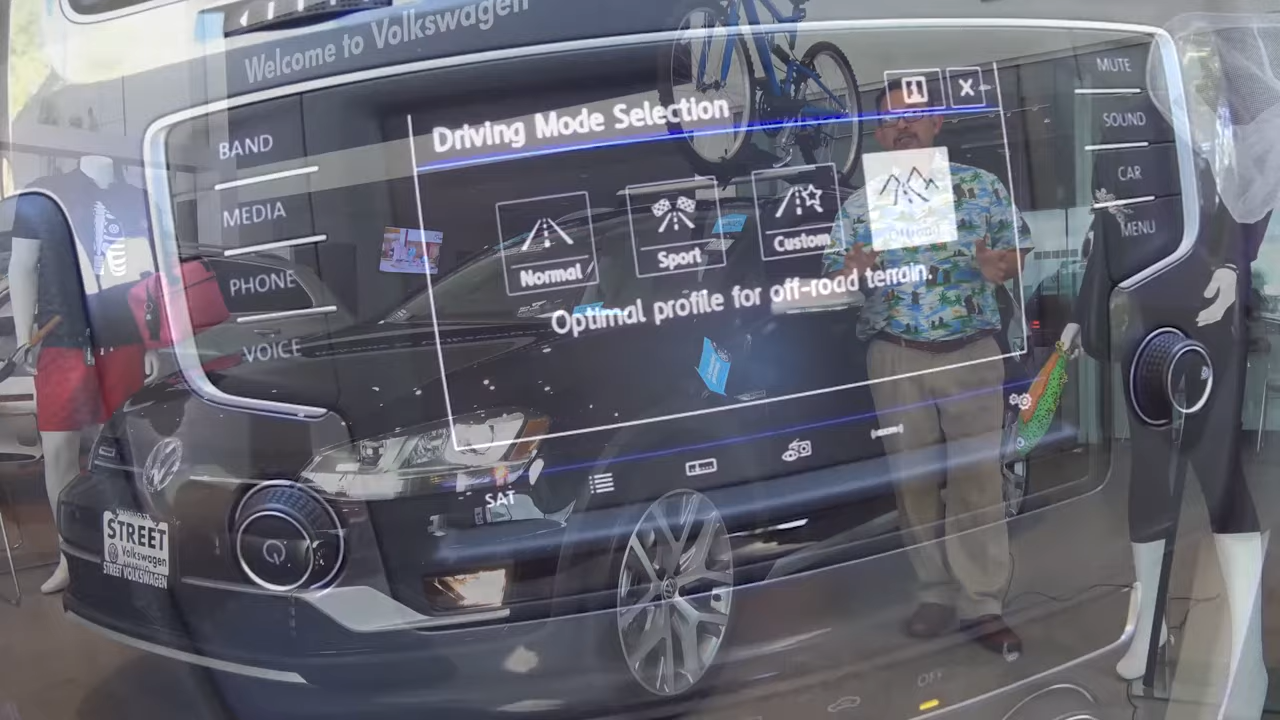 Welcome to Volkswagen
BAND
MEDIA
PHONE
VOICE
Driving Mode Selection
Normal
Sport
Custom
Offroad
Optimal profile for off-road terrain.
MUTE
SOUND
CAR
MENU
SAT
STREET
Volkswagen
STREET VOLKSWAGEN
OFF